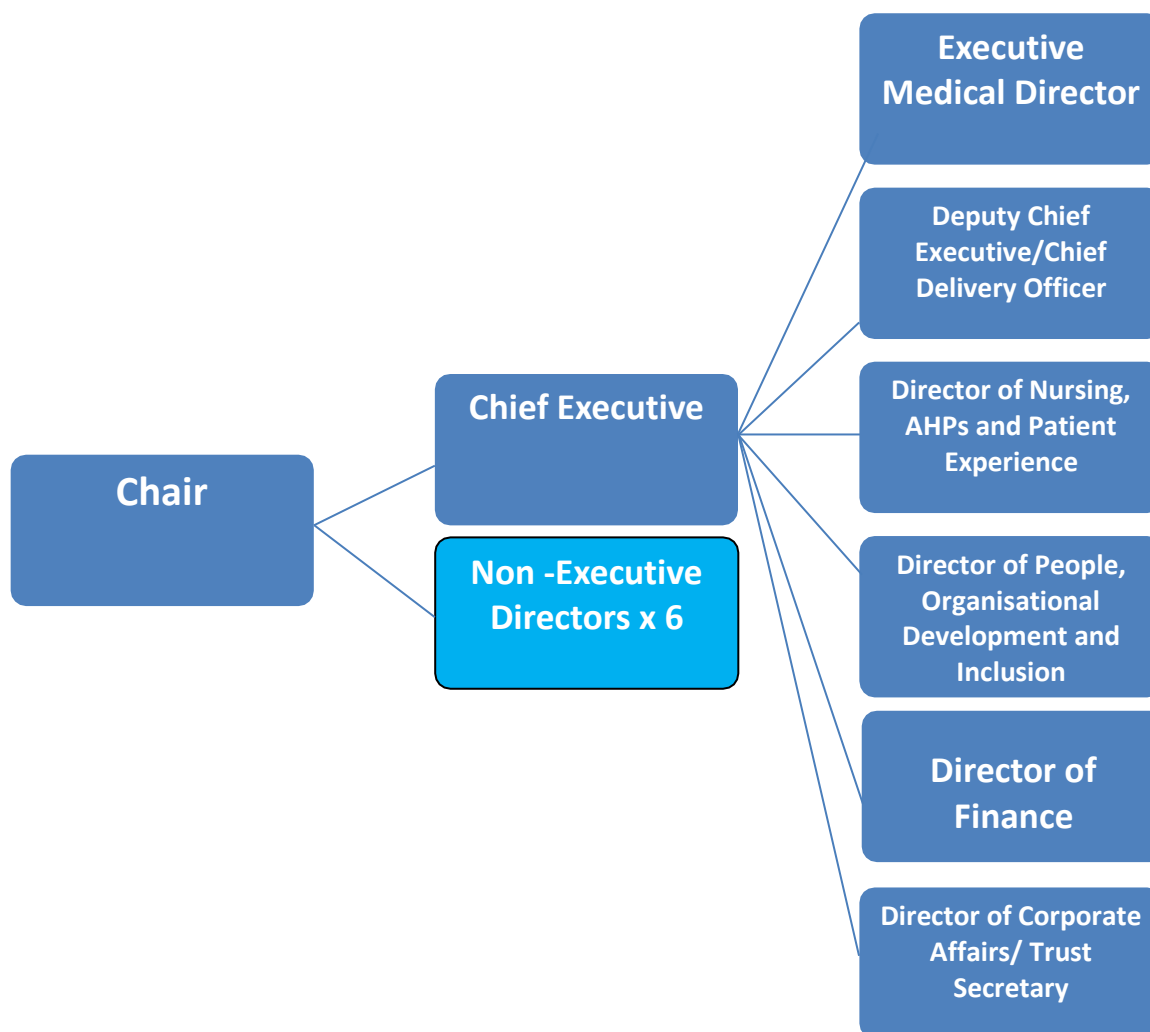 Chair
Chief Executive
Non -Executive
Directors x 6
Executive
Medical Director
Deputy Chief
Executive/Chief
Delivery Officer
Director of Nursing,
AHPs and Patient
Experience
Director of People,
Organisational
Development and
Inclusion
Director of
Finance
Director of Corporate
Affairs/ Trust
Secretary